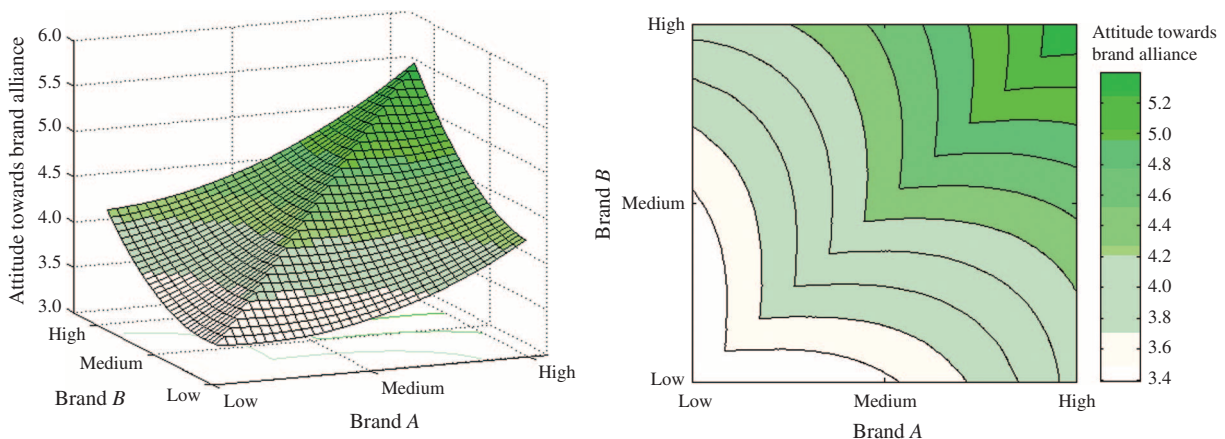 Attitude towards brand alliance
6.0
5.5
5.0
4.5
4.0
3.5
3.0
High
Medium
Low
Brand B
Low
Medium
High
Brand A
Brand B
High
Medium
Low
Low
Medium
High
Brand A
Attitude towards
brand alliance
5.2
5.0
4.8
4.6
4.4
4.2
4.0
3.8
3.6
3.4